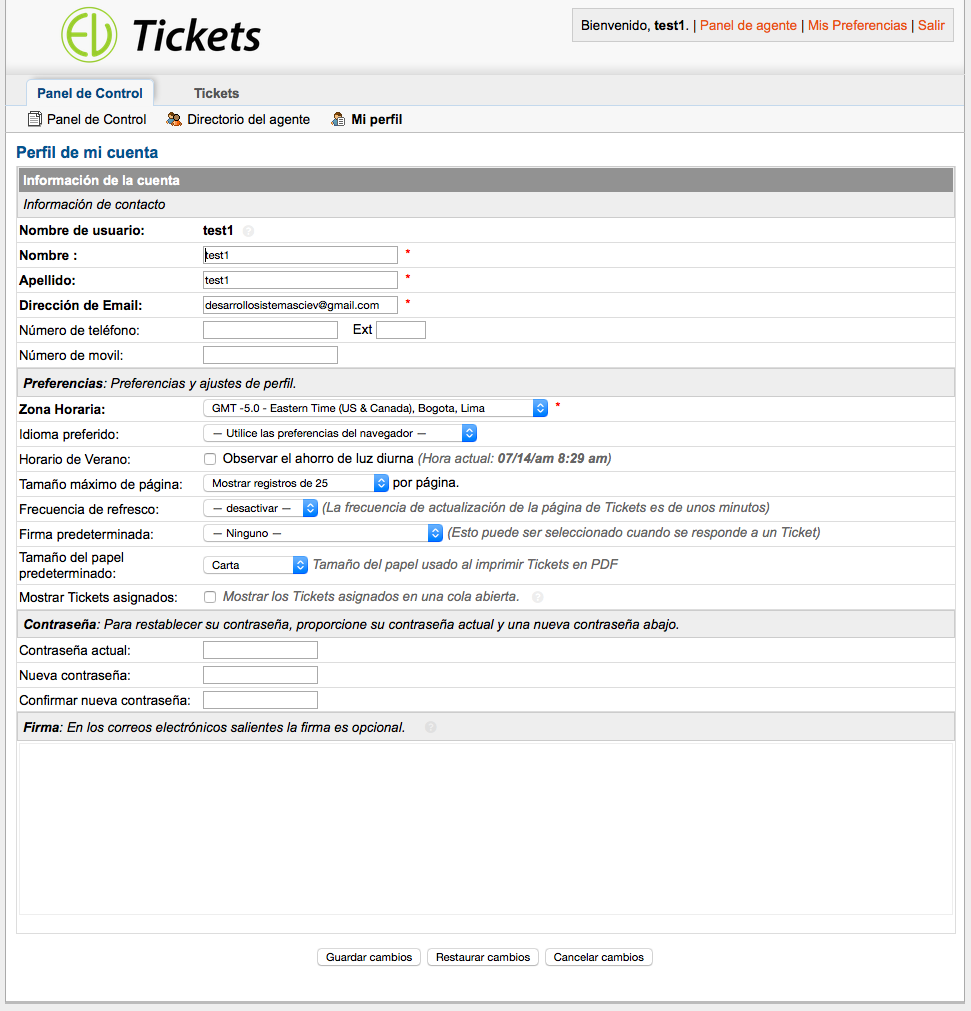 EV Tickets
Bienvenido, test1. | Panel de agente | Mis Preferencias | Salir
Panel de Control Tickets
Panel de Control Directorio del agente Mi perfil
Perfil de mi cuenta
Información de la cuenta
Información de contacto
Nombre de usuario: test1 ?
Nombre : test1 *
Apellido: test1 *
Dirección de Email: desarrollosistemasciev@gmail.com *
Número de teléfono: Ext
Número de movil:
Preferencias: Preferencias y ajustes de perfil.
Zona Horaria: GMT -5.0 - Eastern Time (US & Canada), Bogota, Lima *
Idioma preferido: — Utilice las preferencias del navegador —
Horario de Verano: Observar el ahorro de luz diurna (Hora actual: 07/14/am 8:29 am)
Tamaño máximo de página: Mostrar registros de 25 por página.
Frecuencia de refresco: — desactivar — (La frecuencia de actualización de la página de Tickets es de unos minutos)
Firma predeterminada: — Ninguno — (Esto puede ser seleccionado cuando se responde a un Ticket)
Tamaño del papel
predeterminado: Carta Tamaño del papel usado al imprimir Tickets en PDF
Mostrar Tickets asignados: Mostrar los Tickets asignados en una cola abierta. ?
Contraseña: Para restablecer su contraseña, proporcione su contraseña actual y una nueva contraseña abajo.
Contraseña actual:
Nueva contraseña:
Confirmar nueva contraseña:
Firma: En los correos electrónicos salientes la firma es opcional. ?
Guardar cambios Restaurar cambios Cancelar cambios